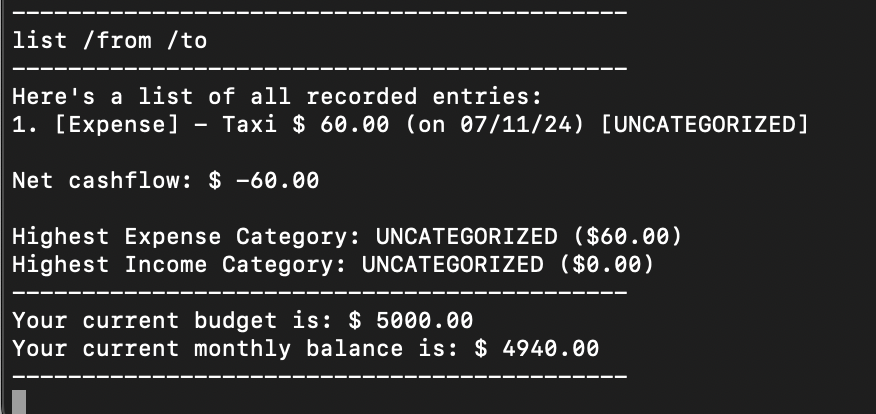 --------------------------------------------
list /from /to
--------------------------------------------
Here's a list of all recorded entries:
1. [Expense] - Taxi $ 60.00 (on 07/11/24) [UNCATEGORIZED]
Net cashflow: $ -60.00
Highest Expense Category: UNCATEGORIZED ($60.00)
Highest Income Category: UNCATEGORIZED ($0.00)
--------------------------------------------
Your current budget is: $ 5000.00
Your current monthly balance is: $ 4940.00
--------------------------------------------